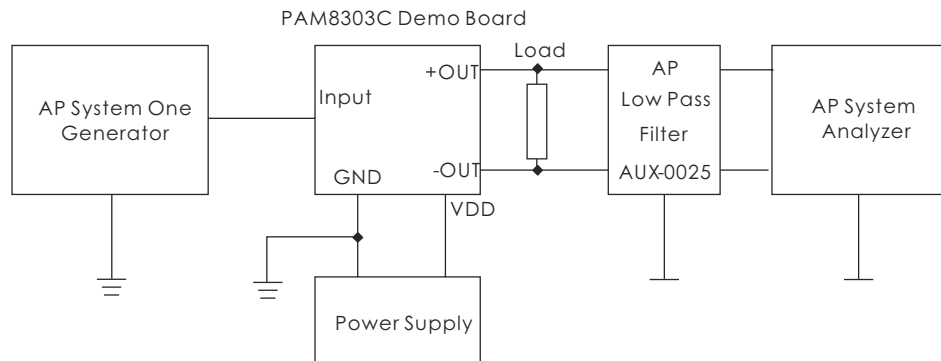 PAM8303C Demo Board
AP System One
Generator
Input
+OUT
-OUT
GND
VDD
Load
AP
Low Pass
Filter
AUX-0025
AP System
Analyzer
Power Supply